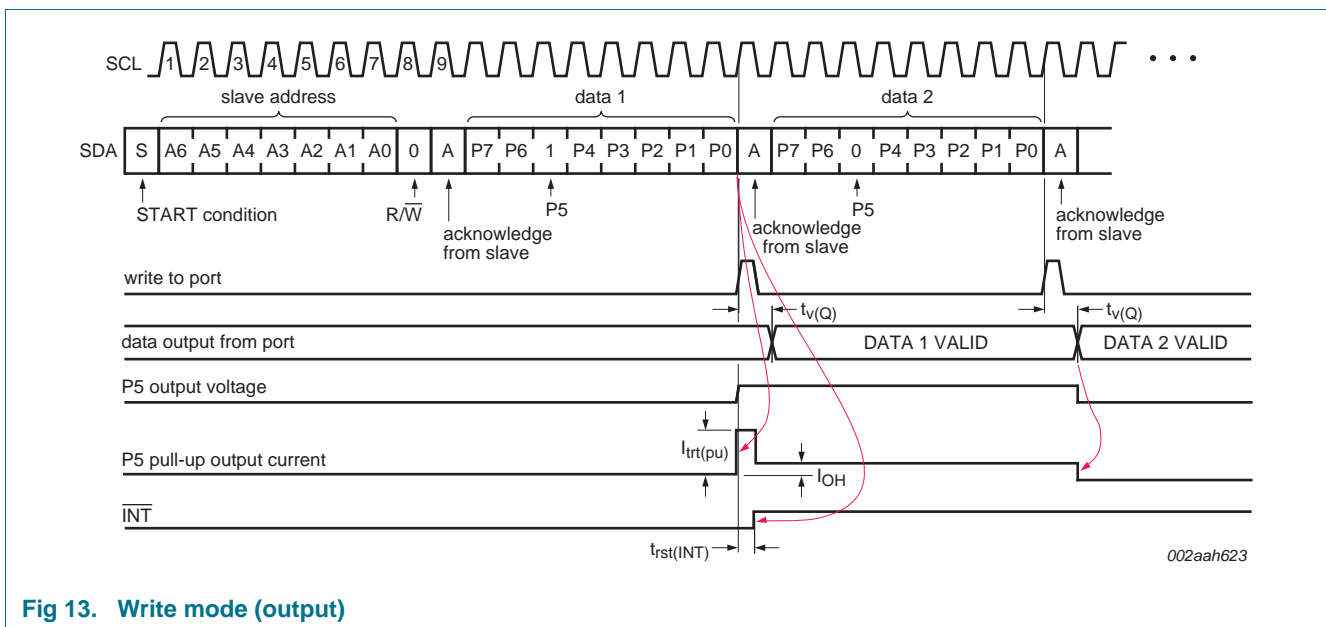 SCL 1 2 3 4 5 6 7 8 9
slave address data 1 data 2
SDA S A6 A5 A4 A3 A2 A1 A0 0 A P7 P6 1 P4 P3 P2 P1 P0 A P7 P6 0 P4 P3 P2 P1 P0 A
START condition R/W̅ P5 P5
acknowledge from slave
acknowledge from slave
acknowledge from slave
write to port
tv(Q) tv(Q)
data output from port DATA 1 VALID DATA 2 VALID
P5 output voltage
Itrt(pu)
P5 pull-up output current
IOH
I̅N̅T̅
trst(INT)
002aah623
Fig 13. Write mode (output)